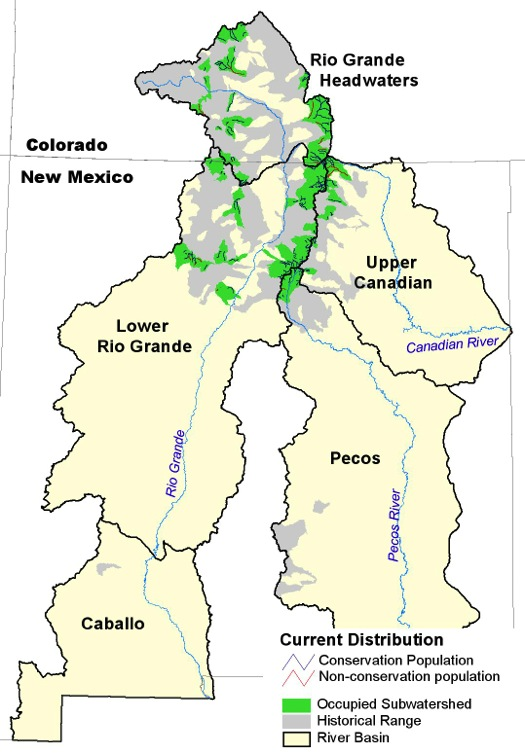 Rio Grande
Headwaters
Colorado
New Mexico
Upper
Canadian
Lower
Rio Grande
Canadian River
Rio Grande
Pecos
Pecos River
Caballo
Current Distribution
Conservation Population
Non-conservation population
Occupied Subwatershed
Historical Range
River Basin